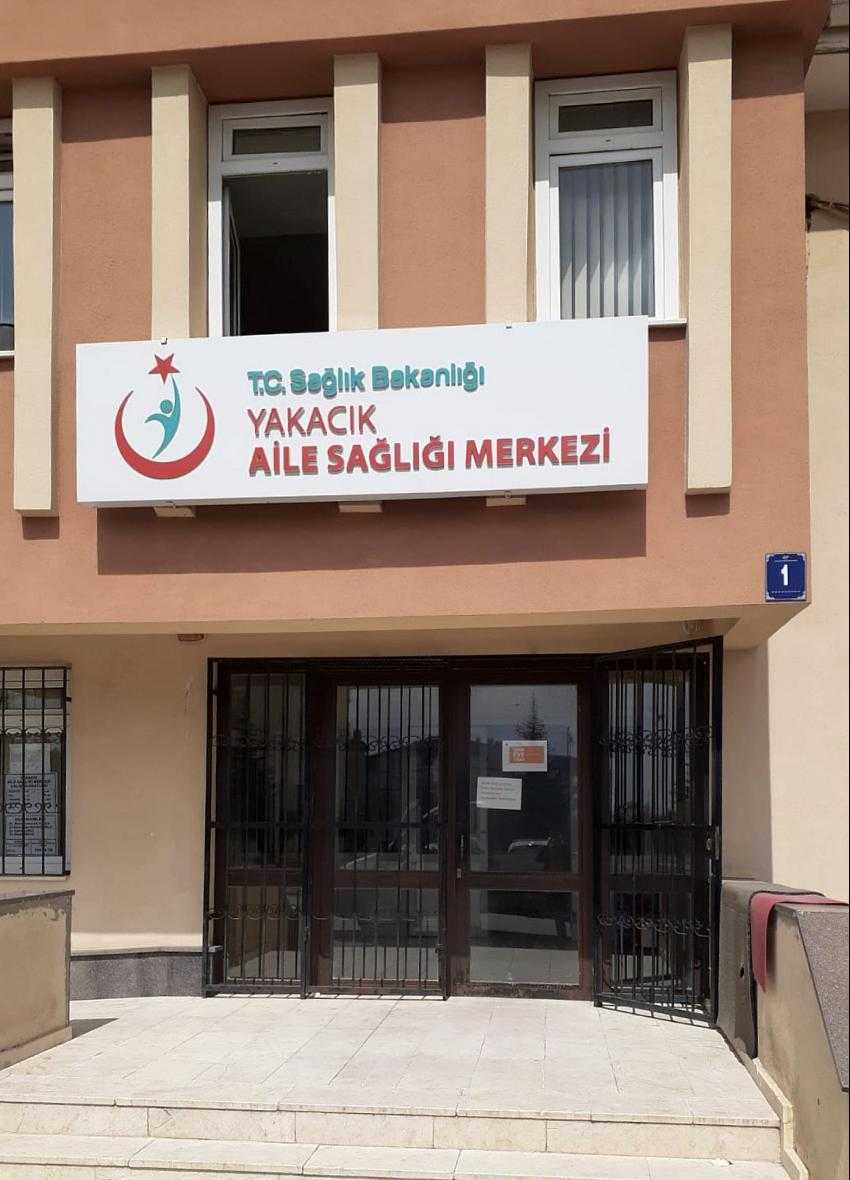 T.C. Sağlık Bakanlığı
YAKACIK
AİLE SAĞLIĞI MERKEZİ
1